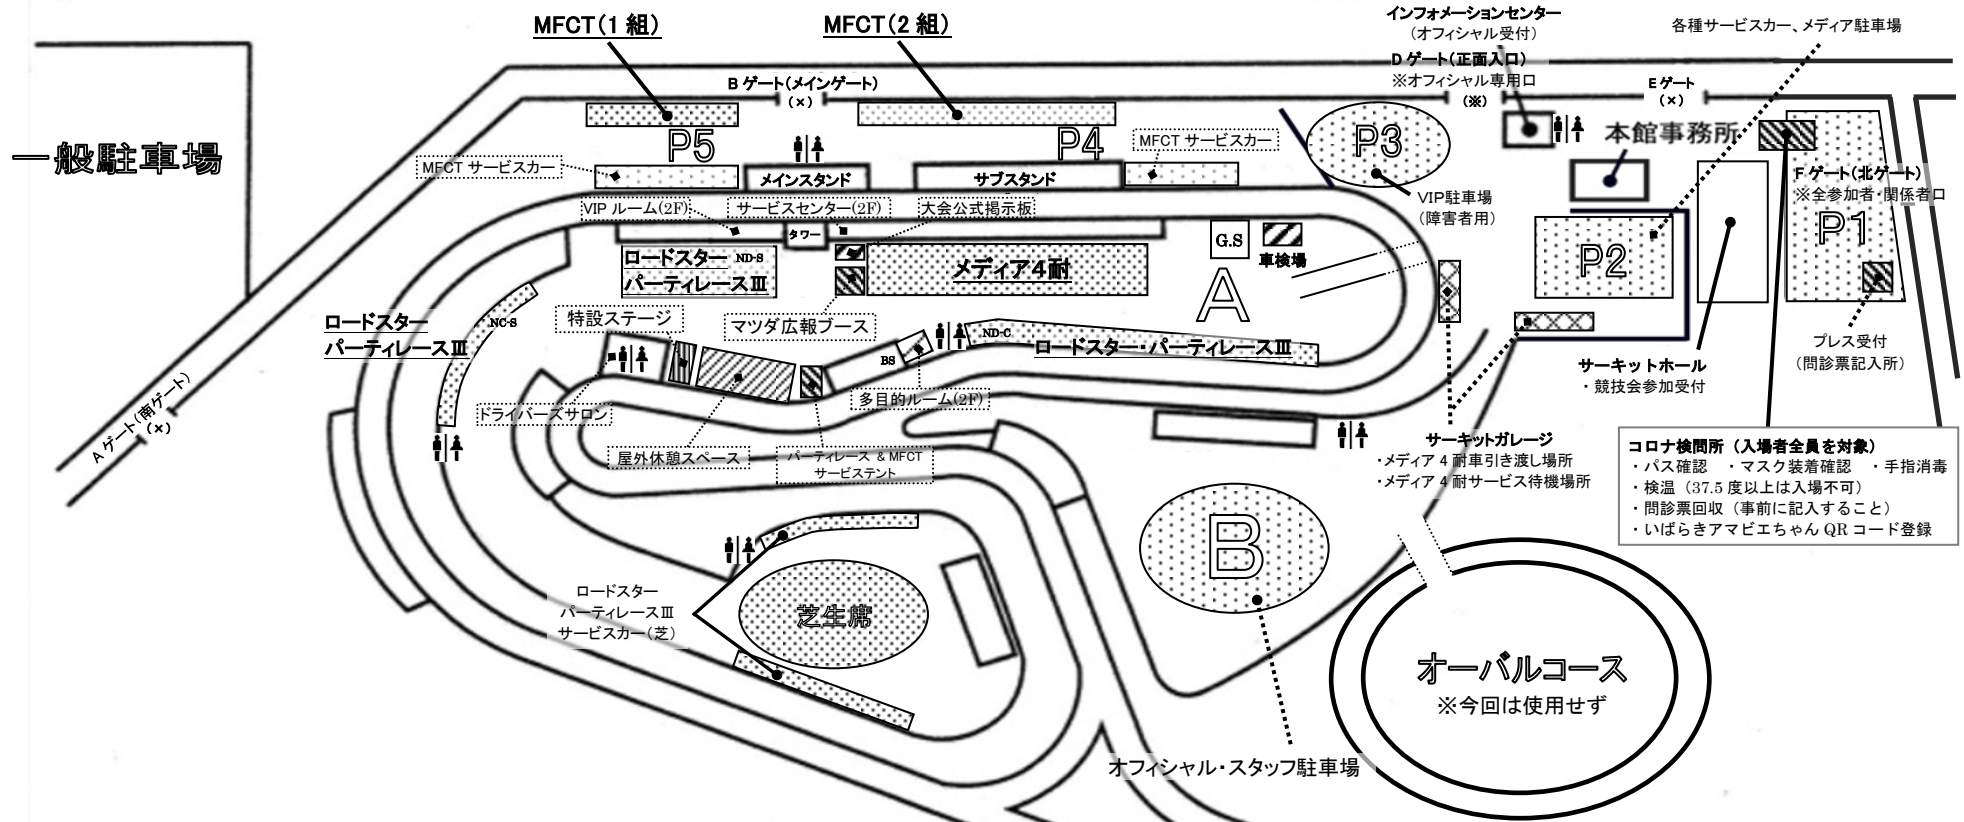 MFCT(1組)
MFCT(2組)
インフォメーションセンター
(オフィシャル受付)
各種サービスカー、メディア駐車場
Dゲート(正面入口)
※オフィシャル専用口
(※)
Bゲート(メインゲート)
(×)
Eゲート
(×)
一般駐車場
P5
P4
P3
本館事務所
MFCTサービスカー
MFCTサービスカー
メインスタンド
サブスタンド
Fゲート(北ゲート)
※全参加者・関係者口
P1
VIP駐車場
(障害者用)
VIPルーム(2F)
サービスセンター(2F)
大会公式掲示板
タワー
G.S
車検場
P2
ロードスター ND-S
パーティレースⅢ
メディア4耐
A
ロードスター
パーティレースⅢ
NC-S
特設ステージ
マツダ広報ブース
ND-C
ロードスター・パーティレースⅢ
BS
プレス受付
(問診票記入所)
サーキットホール
・競技会参加受付
Aゲート(南ゲート)
(×)
ドライバーズサロン
多目的ルーム(2F)
屋外休憩スペース
パーティレース & MFCT
サービステント
サーキットガレージ
・メディア4耐車引き渡し場所
・メディア4耐サービス待機場所
コロナ検問所(入場者全員を対象)
・パス確認 ・マスク装着確認 ・手指消毒
・検温(37.5度以上は入場不可)
・問診票回収(事前に記入すること)
・いばらきアマビエちゃんQRコード登録
B
ロードスター
パーティレースⅢ
サービスカー(芝)
芝生席
オーバルコース
※今回は使用せず
オフィシャル・スタッフ駐車場